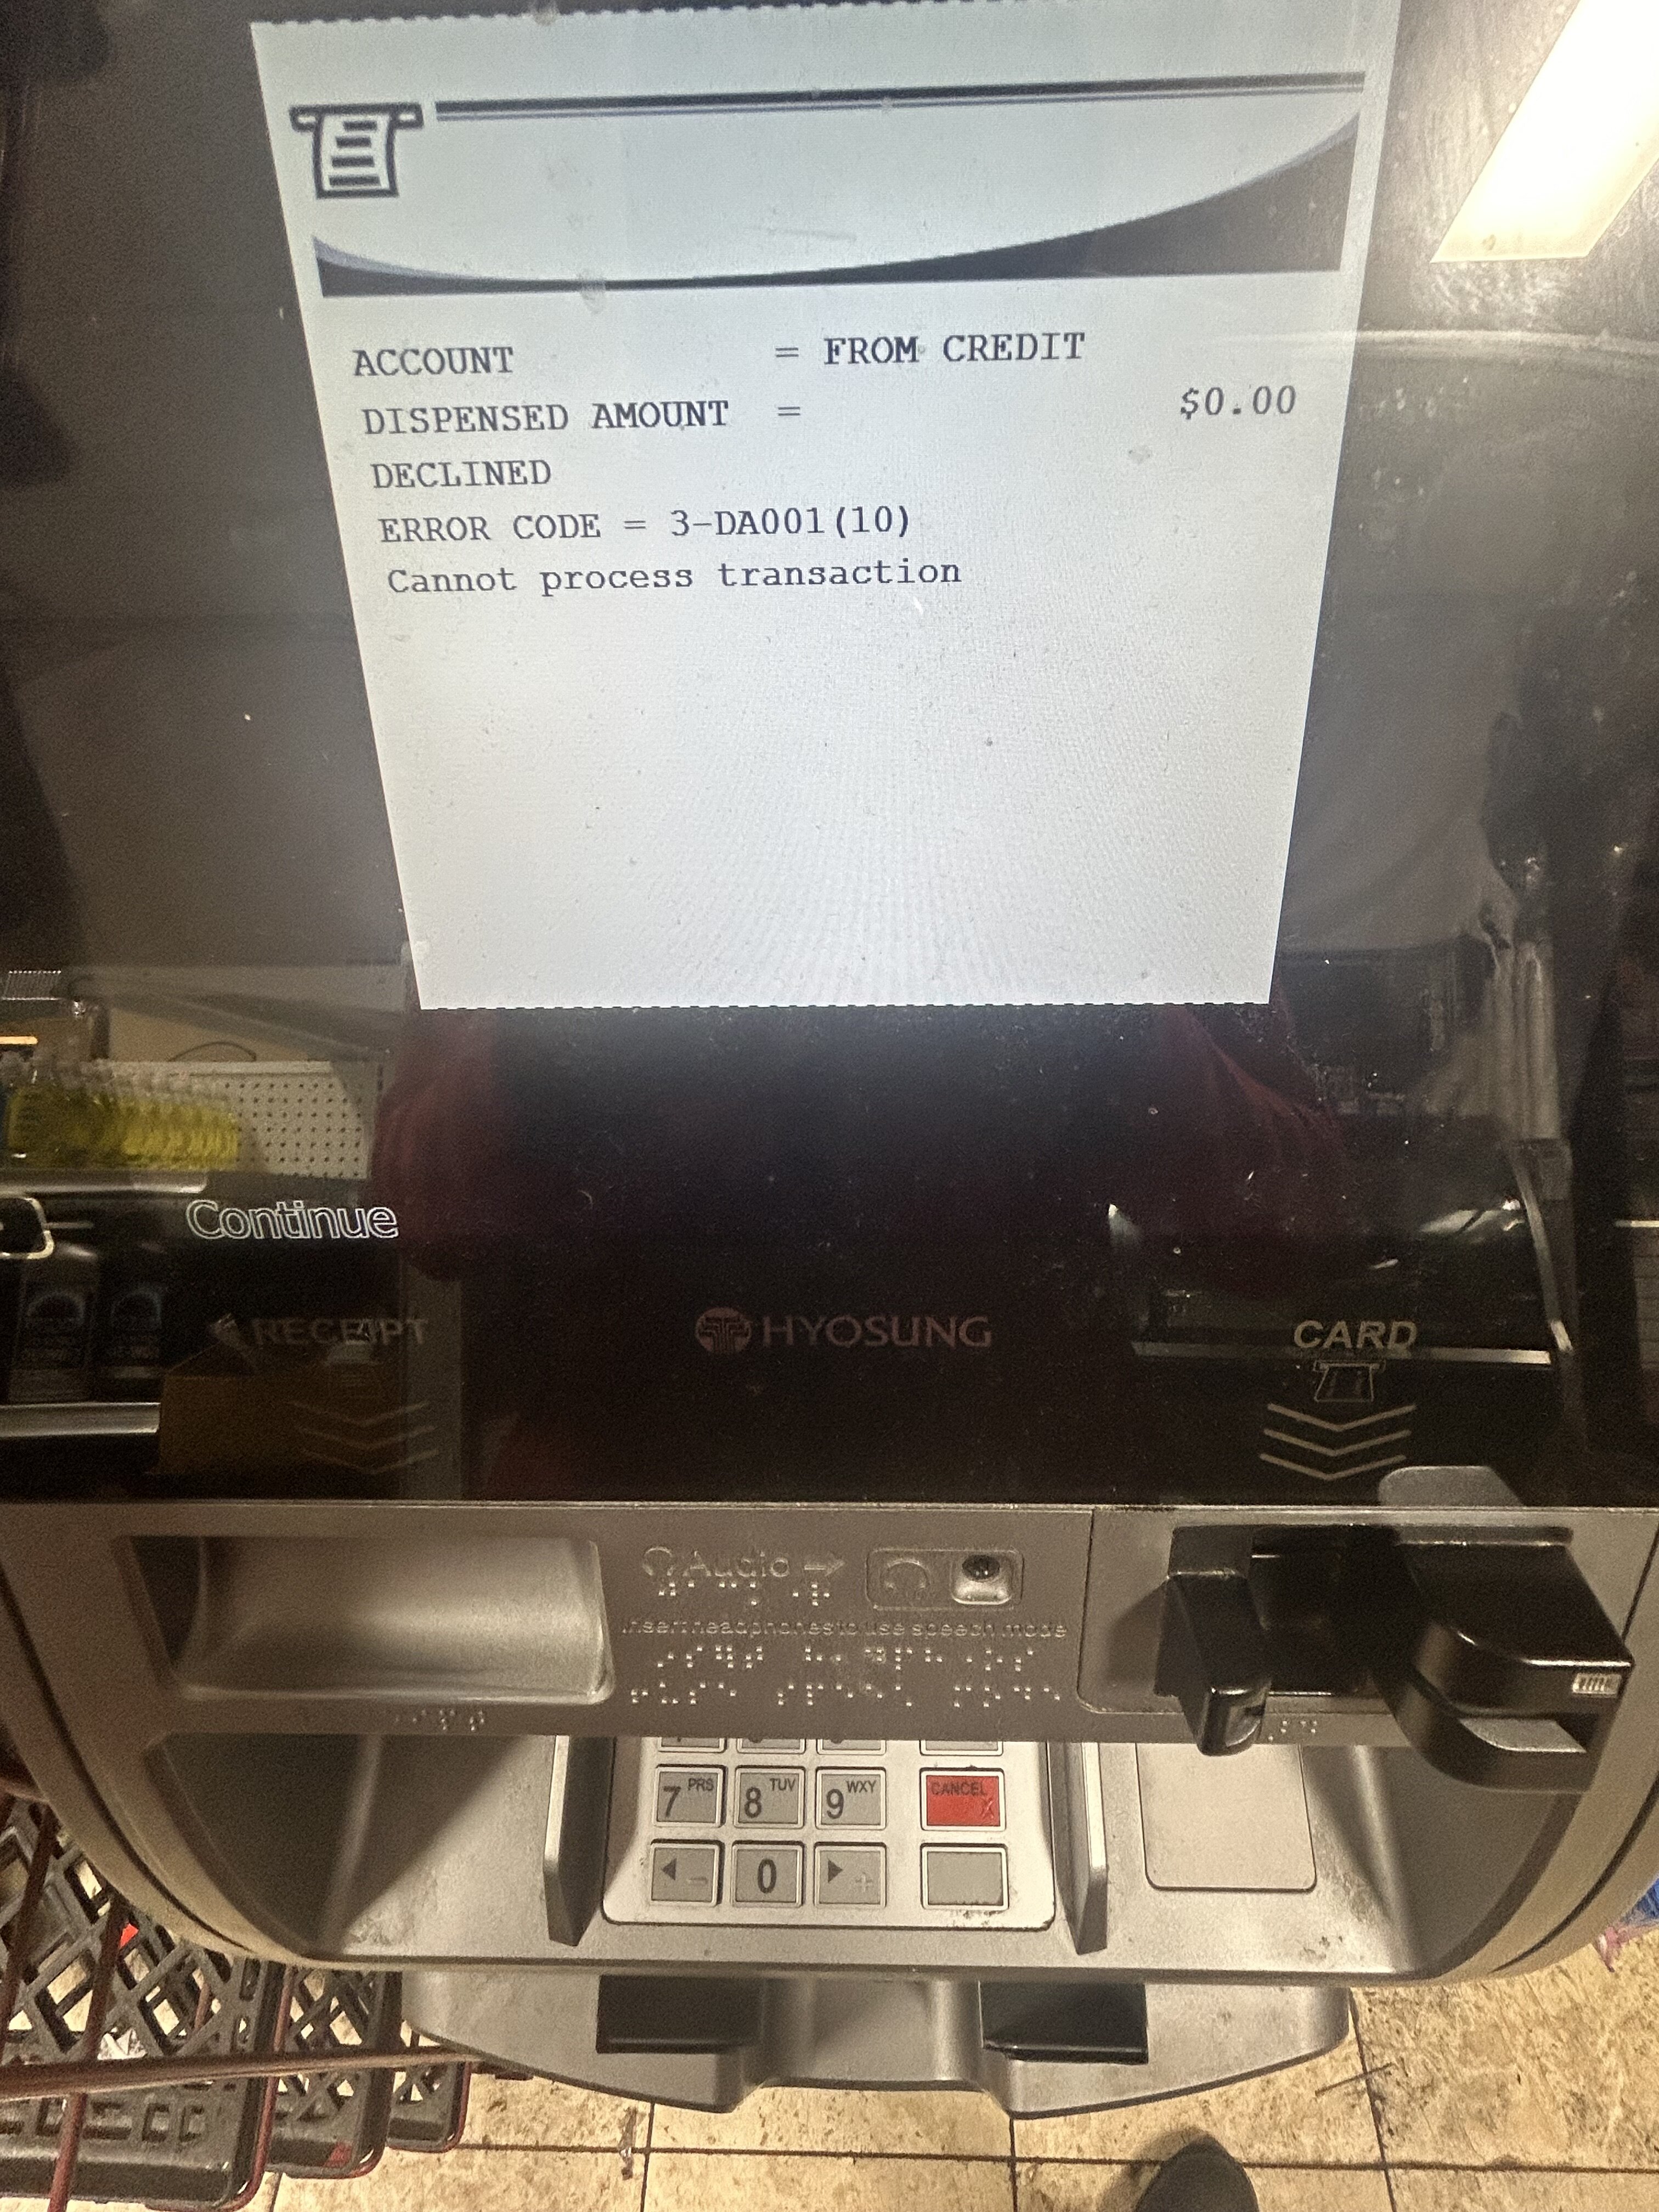 ACCOUNT = FROM CREDIT
DISPENSED AMOUNT = $0.00
DECLINED
ERROR CODE = 3-DA001(10)
Cannot process transaction
Continue
RECEIPT
HYOSUNG
CARD
Audio
Insert headphones to use speech mode
7 PRS 8 TUV 9 WXY CANCEL X
- 0 +